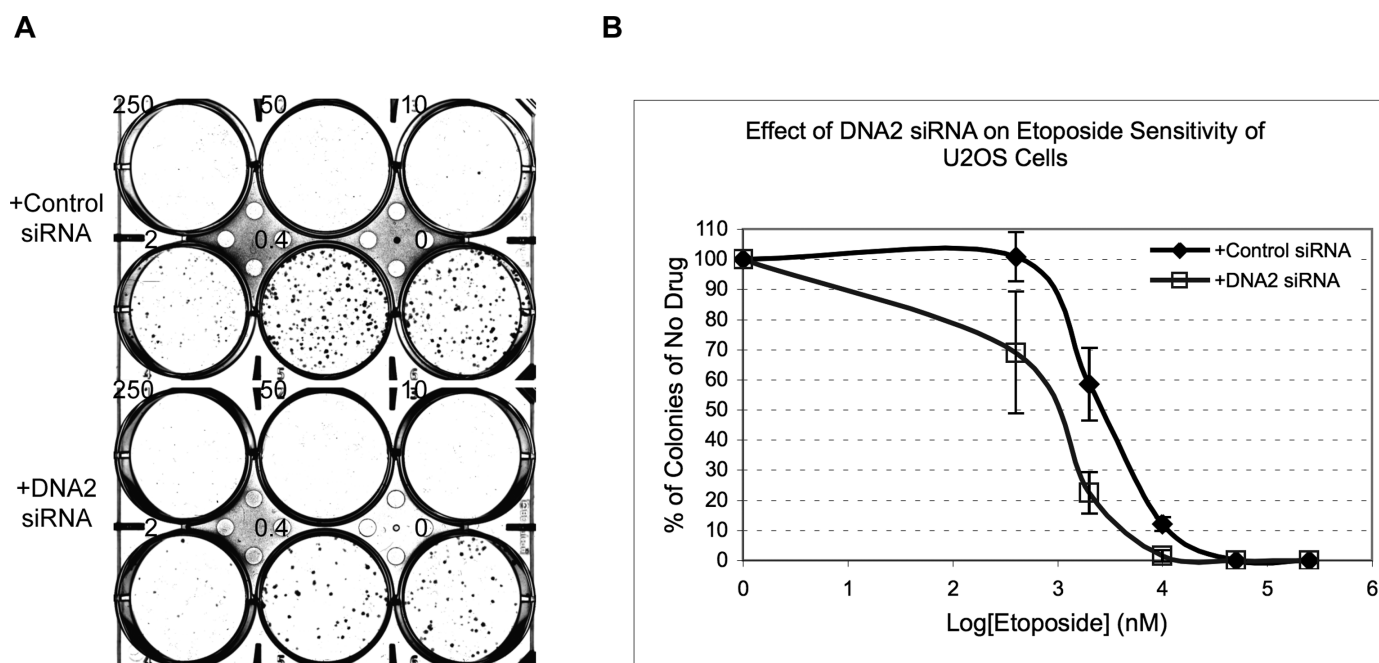 A
B
250 50 10
+Control
siRNA
2 0.4 0
250 50 10
+DNA2
siRNA
2 0.4 0
Effect of DNA2 siRNA on Etoposide Sensitivity of
U2OS Cells
% of Colonies of No Drug
110
100
90
80
70
60
50
40
30
20
10
0
+Control siRNA
+DNA2 siRNA
0 1 2 3 4 5 6
Log[Etoposide] (nM)